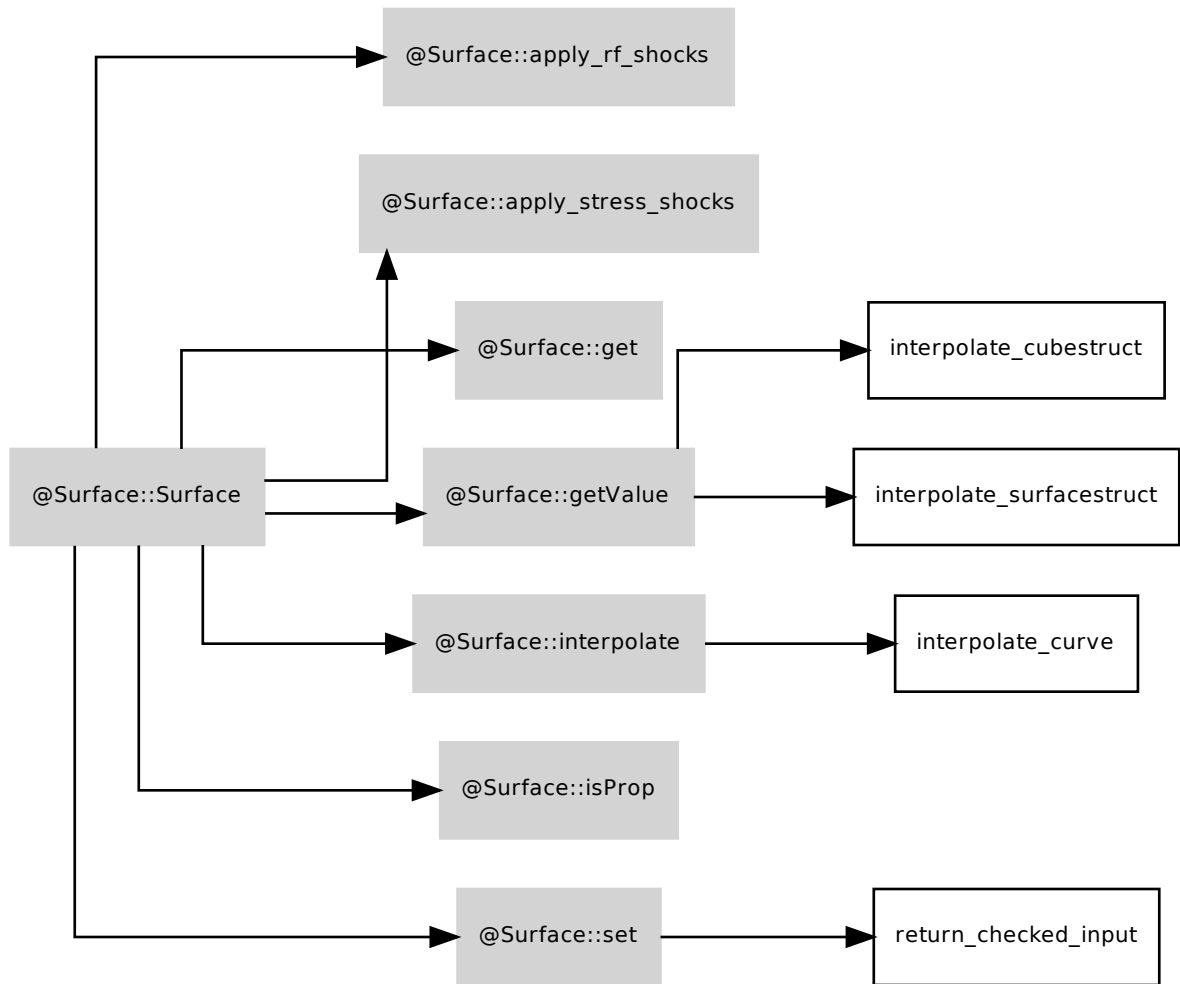 @Surface::apply_rf_shocks
@Surface::apply_stress_shocks
@Surface::get
interpolate_cubestruct
@Surface::Surface
@Surface::getValue
interpolate_surfacestruct
@Surface::interpolate
interpolate_curve
@Surface::isProp
@Surface::set
return_checked_input